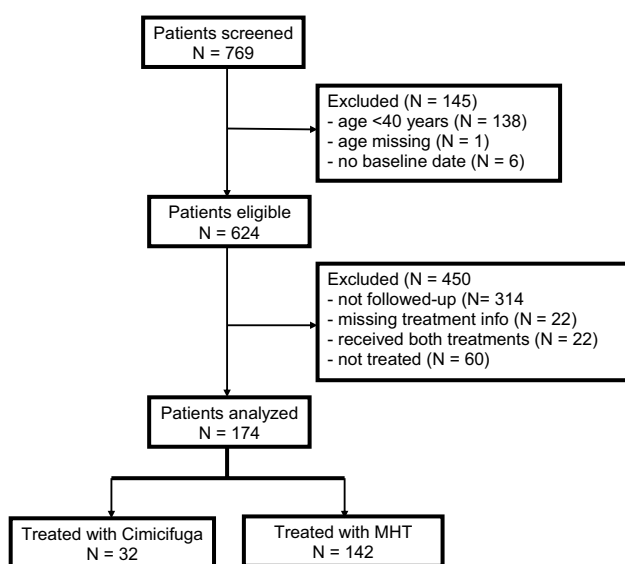 Patients screened
N = 769
Excluded (N = 145)
- age <40 years (N = 138)
- age missing (N = 1)
- no baseline date (N = 6)
Patients eligible
N = 624
Excluded (N = 450
- not followed-up (N= 314
- missing treatment info (N = 22)
- received both treatments (N = 22)
- not treated (N = 60)
Patients analyzed
N = 174
Treated with Cimicifuga
N = 32
Treated with MHT
N = 142